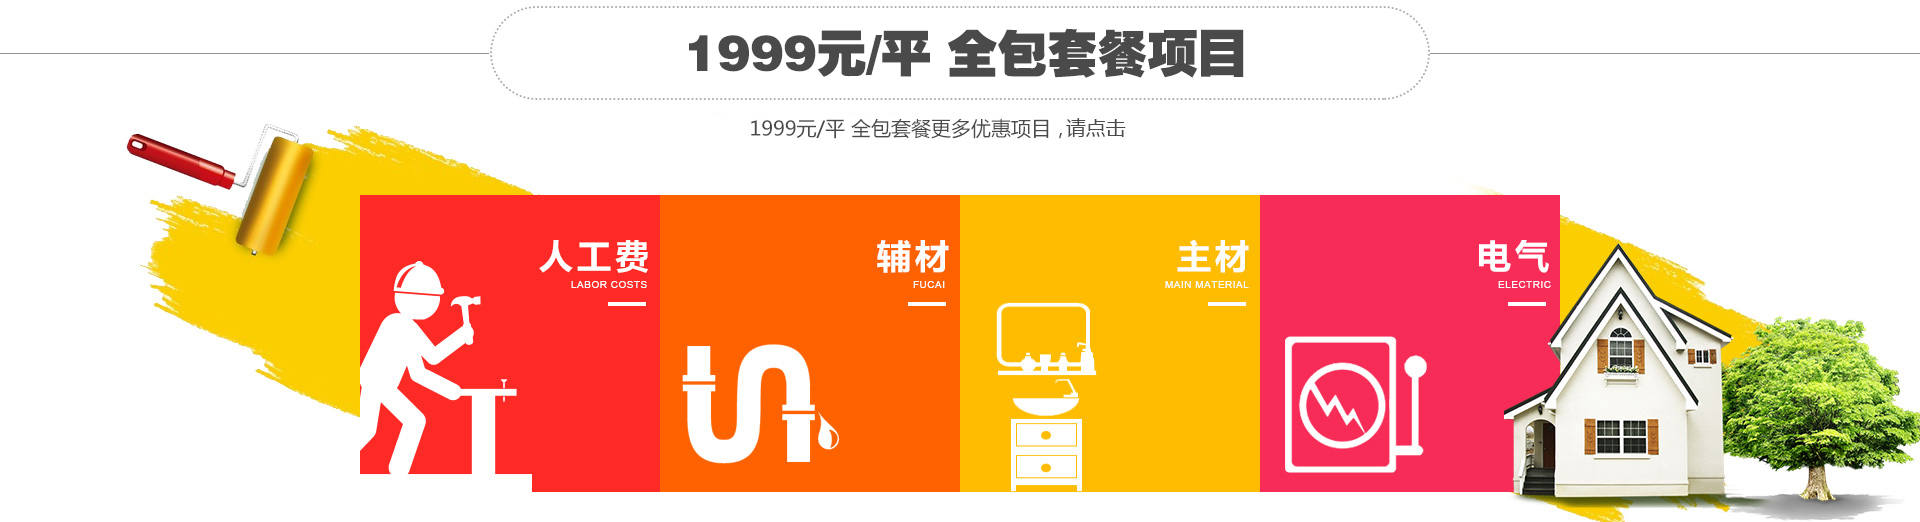 1999元/平 全包套餐项目
1999元/平 全包套餐更多优惠项目 ,请点击
人工费
LABOR COSTS
辅材
FUCAI
主材
MAIN MATERIAL
电气
ELECTRIC